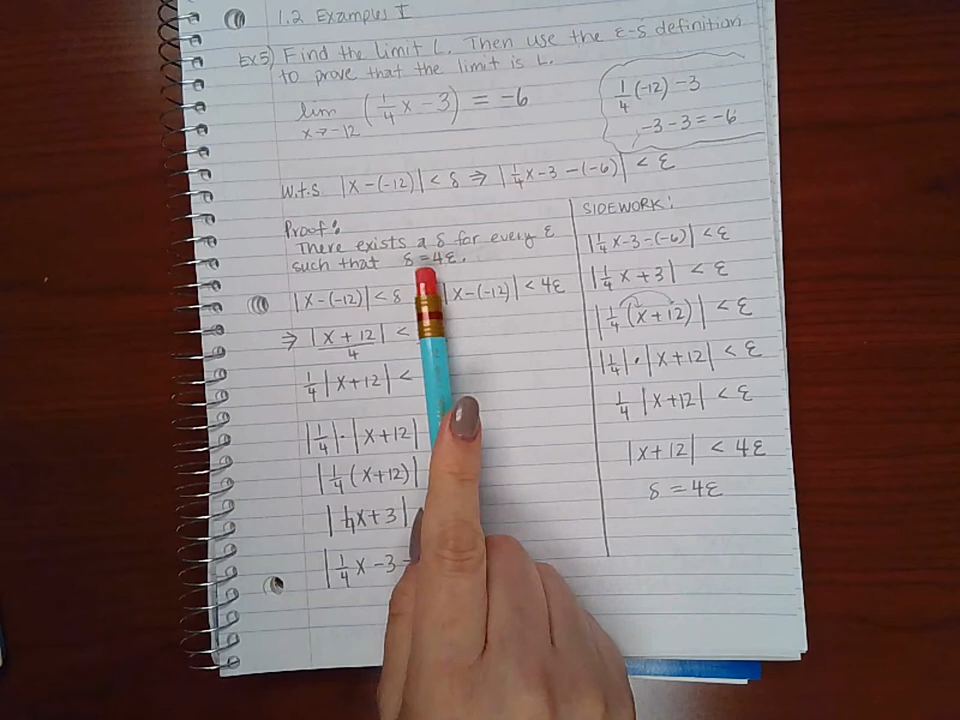 1.2 Examples I
Ex5) Find the limit L. Then use the ε-δ definition
to prove that the limit is L.
lim x→-12 (1/4 x - 3) = -6
1/4 (-12) - 3
-3 - 3 = -6
W.t.s |x-(-12)| < δ ⇒ |1/4 x - 3 - (-6)| < ε
Proof:
There exists a δ for every ε
such that δ = 4ε.
|x-(-12)| < δ |x-(-12)| < 4ε
⇒ |x + 12|/4 <
1/4 |x+12| <
|1/4| · |x+12|
|1/4 (x+12)|
|1/4 x + 3|
|1/4 x - 3 -
SIDEWORK:
|1/4 x - 3 - (-6)| < ε
|1/4 x + 3| < ε
|1/4 (x + 12)| < ε
|1/4| · |x + 12| < ε
1/4 |x+12| < ε
|x+12| < 4ε
δ = 4ε